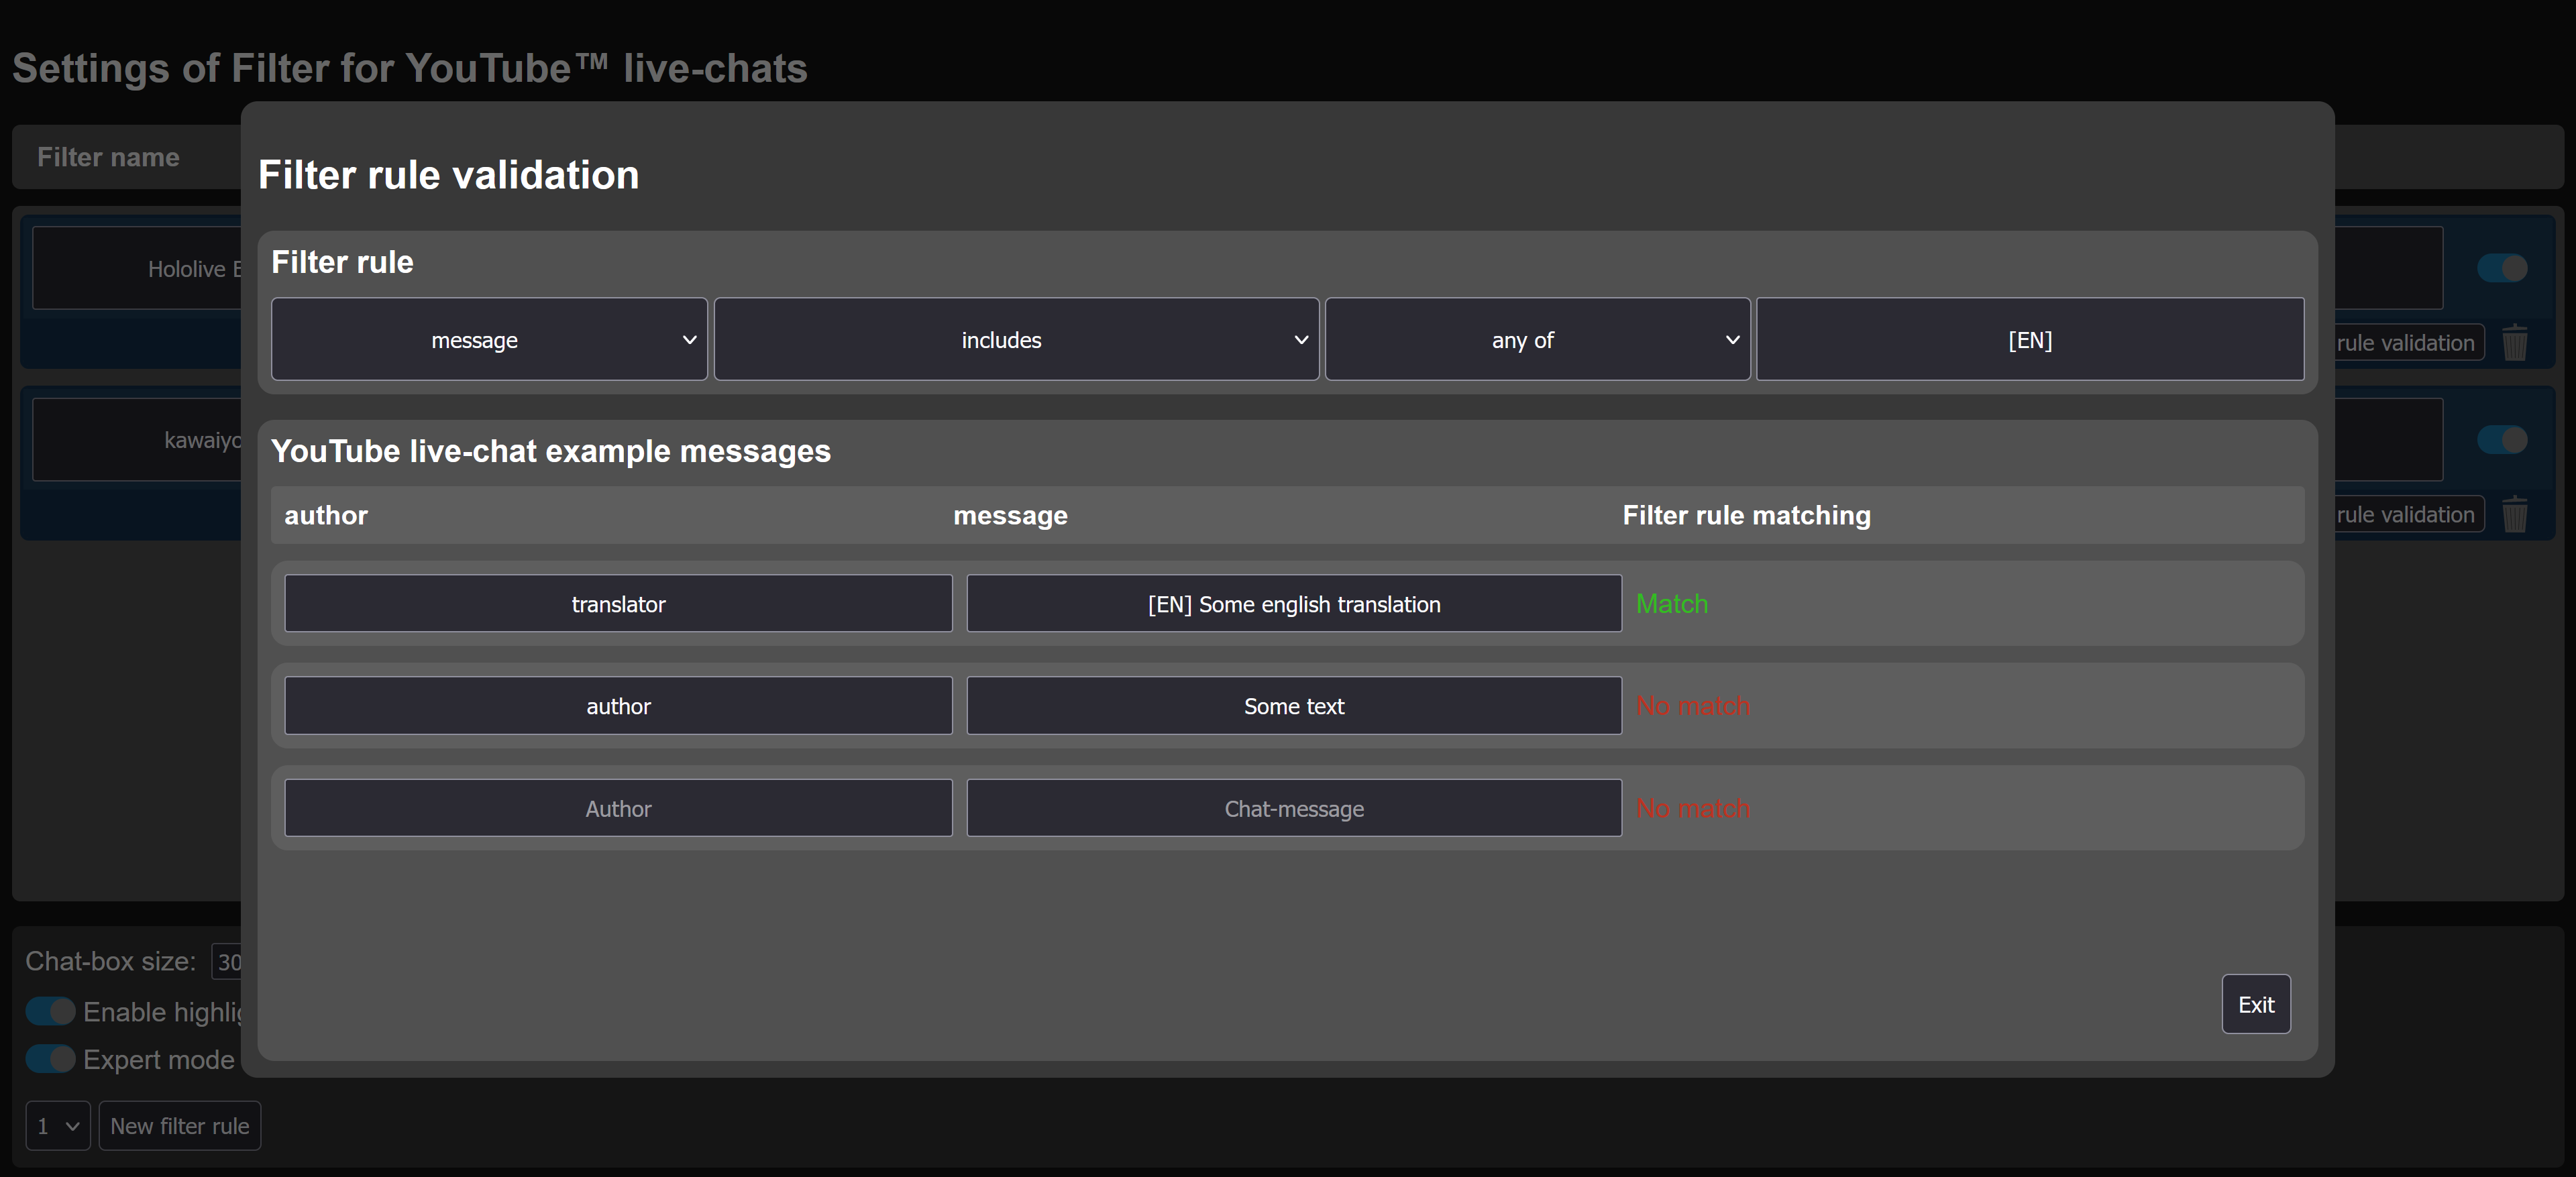 Settings of Filter for YouTube™ live-chats
Filter name
Filter rule validation
Hololive
Filter rule
message includes any of [EN]
rule validation
kawaiyo
YouTube live-chat example messages
author message Filter rule matching
rule validation
translator [EN] Some english translation Match
author Some text No match
Author Chat-message No match
Chat-box size: 30
Enable
Exit
Expert mode
1 New filter rule